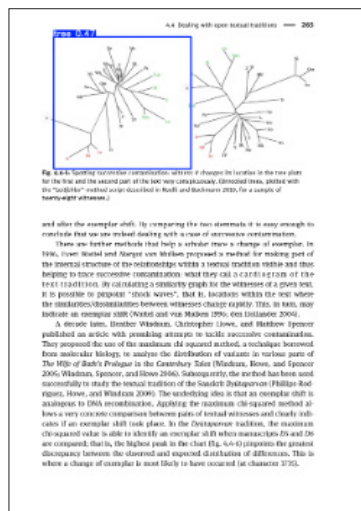 4.4 Dealing with open textual traditions — 265
tree 0.47
Fig. 4.4-5: Spotting successive contamination: witness F changes its location in the tree plots
for the first and the second part of the text very conspicuously. (Unrooted trees, plotted with
the "Leitfehler" method script described in Roelli and Bachmann 2010, for a sample of
twenty-eight witnesses.)
and after the exemplar shift. By comparing the two stemmata it is easy enough to
conclude that we are indeed dealing with a case of successive contamination.
There are further methods that help a scholar trace a change of exemplar. In
1996, Evert Wattel and Margot van Mulken proposed a method for making part of
the internal structure of the relationships within a textual tradition visible and thus
helping to trace successive contamination: what they call a cardiogram of the
text tradition. By calculating a similarity graph for the witnesses of a given text,
it is possible to pinpoint "shock waves", that is, locations within the text where
the similarities/dissimilarities between witnesses change rapidly. This, in turn, may
indicate an exemplar shift (Wattel and van Mulken 1996; den Hollander 2004).
A decade later, Heather Windram, Christopher Howe, and Matthew Spencer
published an article with promising attempts to tackle successive contamination.
They proposed the use of the maximum chi-squared method, a technique borrowed
from molecular biology, to analyse the distribution of variants in various parts of
The Wife of Bath's Prologue in the Canterbury Tales (Windram, Howe, and Spencer
2005; Windram, Spencer, and Howe 2006). Subsequently, the method has been used
successfully to study the textual tradition of the Sanskrit Dyūtaparvan (Phillips-Rod-
riguez, Howe, and Windram 2009). The underlying idea is that an exemplar shift is
analogous to DNA recombination. Applying the maximum chi-squared method al-
lows a very concrete comparison between pairs of textual witnesses and clearly indi-
cates if an exemplar shift took place. In the Dyūtaparvan tradition, the maximum
chi-squared value is able to identify an exemplar shift when manuscripts D5 and D6
are compared; that is, the highest peak in the chart (fig. 4.4-6) pinpoints the greatest
discrepancy between the observed and expected distribution of differences. This is
where a change of exemplar is most likely to have occurred (at character 3735).